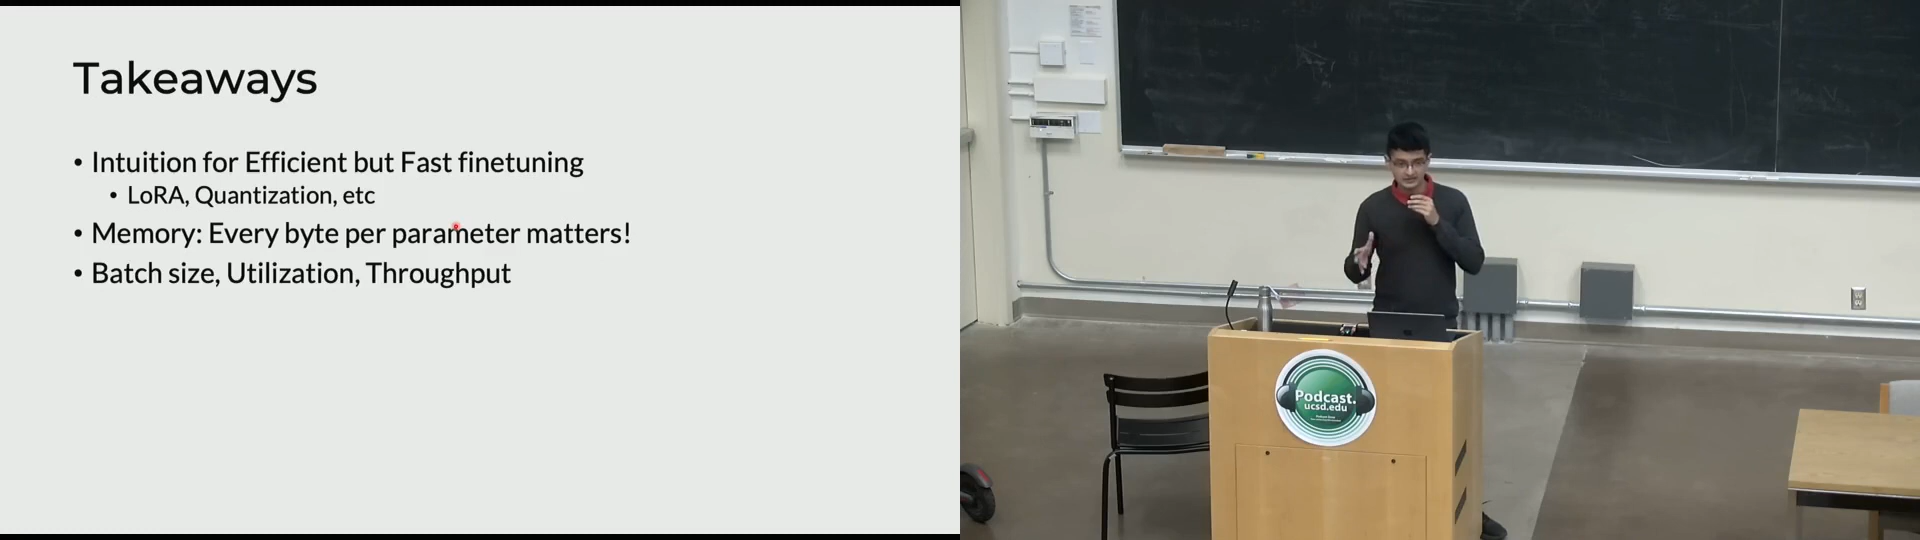 Takeaways
• Intuition for Efficient but Fast finetuning
• LoRA, Quantization, etc
• Memory: Every byte per parameter matters!
• Batch size, Utilization, Throughput
Podcast.
ucsd.edu